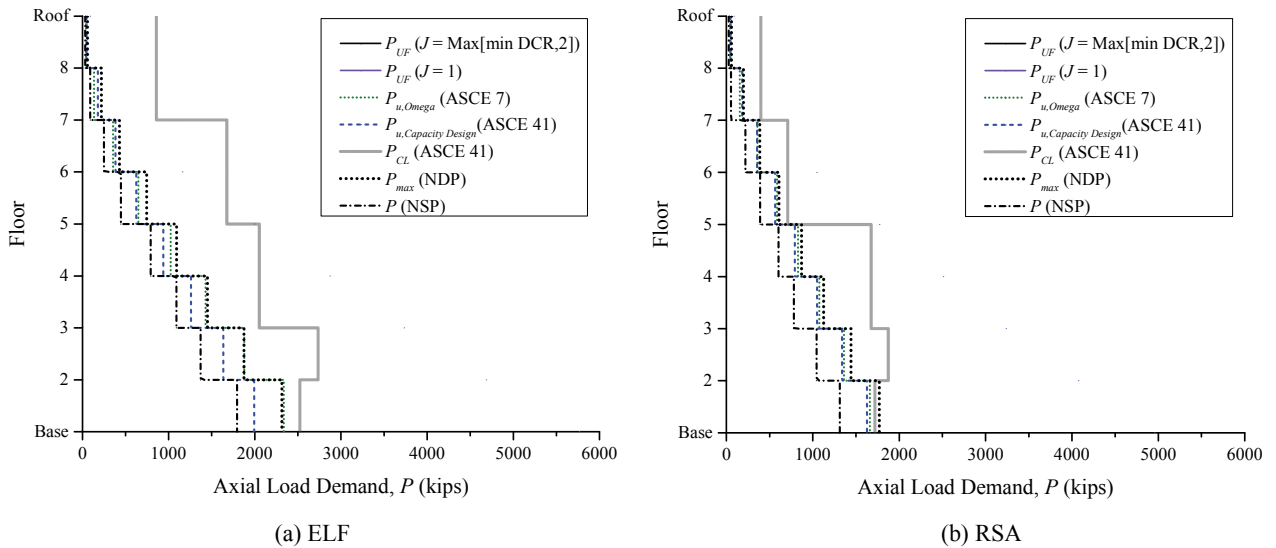 Roof
8
7
6
5
4
3
2
Base
Floor
0
1000
2000
3000
4000
5000
6000
Axial Load Demand, P (kips)
P_UF (J = Max[min DCR,2])
P_UF (J = 1)
P_u,Omega (ASCE 7)
P_u,Capacity Design (ASCE 41)
P_CL (ASCE 41)
P_max (NDP)
P (NSP)
(a) ELF
Roof
8
7
6
5
4
3
2
Base
Floor
0
1000
2000
3000
4000
5000
6000
Axial Load Demand, P (kips)
P_UF (J = Max[min DCR,2])
P_UF (J = 1)
P_u,Omega (ASCE 7)
P_u,Capacity Design (ASCE 41)
P_CL (ASCE 41)
P_max (NDP)
P (NSP)
(b) RSA